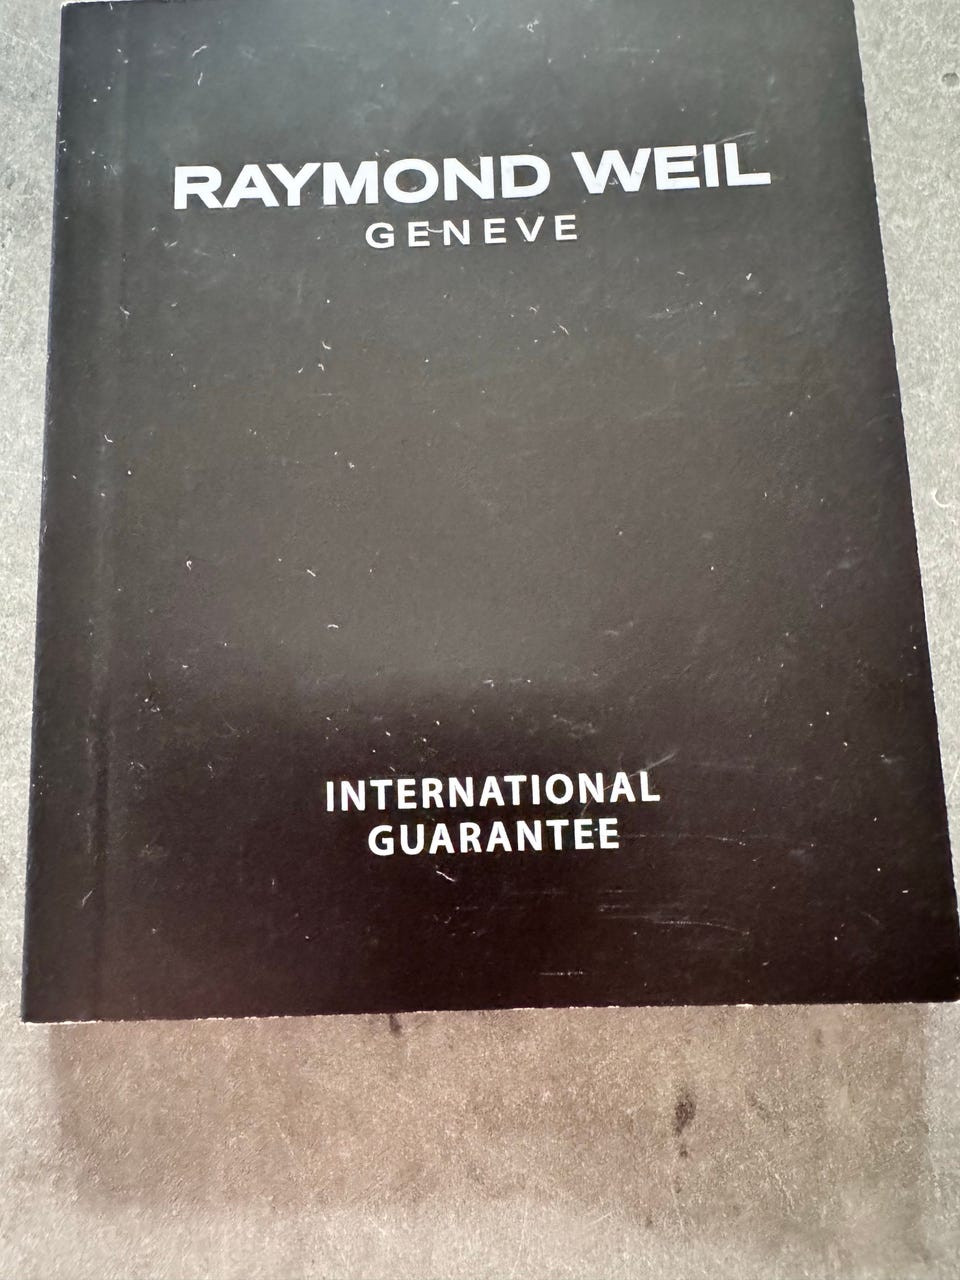 RAYMOND WEIL
GENEVE
INTERNATIONAL
GUARANTEE